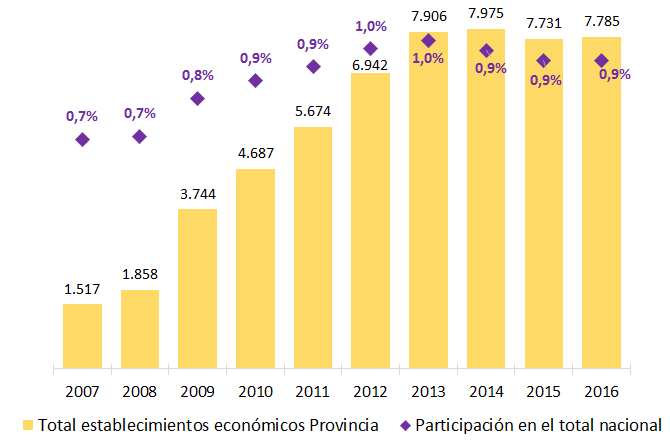 7.906 7.975 7.731 7.785
1,0%
0,9% 0,9% 1,0% 0,9% 0,9% 0,9%
6.942
0,8%
0,7% 0,7%
5.674
4.687
3.744
1.858
1.517
2007 2008 2009 2010 2011 2012 2013 2014 2015 2016
Total establecimientos económicos Provincia Participación en el total nacional